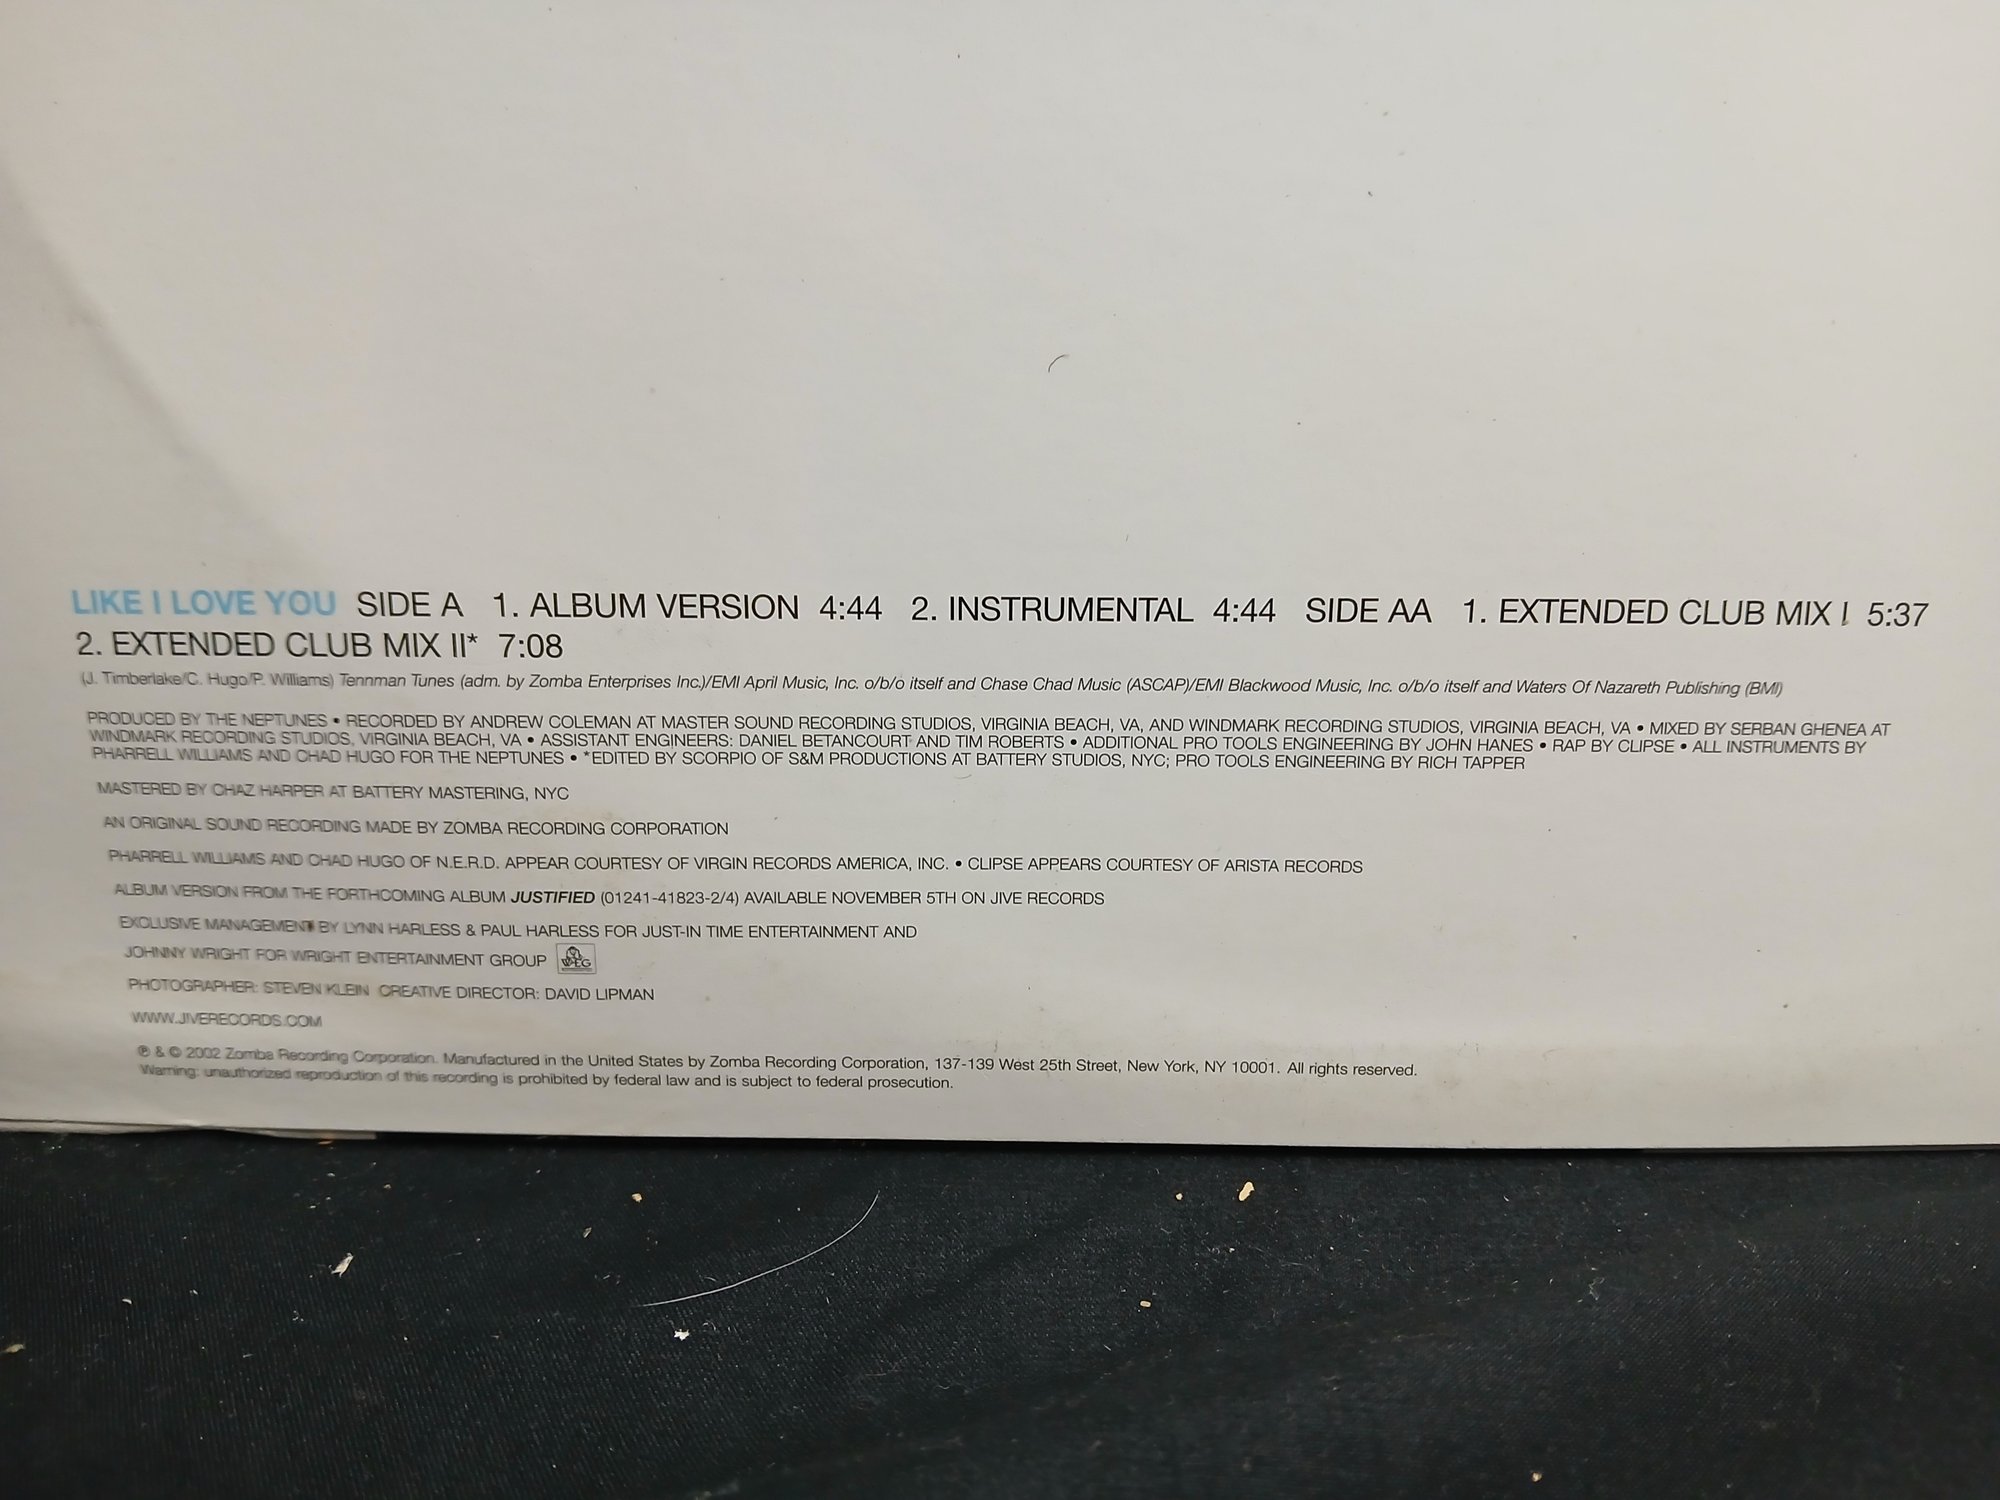 LIKE I LOVE YOU SIDE A 1. ALBUM VERSION 4:44 2. INSTRUMENTAL 4:44 SIDE AA 1. EXTENDED CLUB MIX I 5:37
2. EXTENDED CLUB MIX II* 7:08
(J. Timberlake/C. Hugo/P. Williams) Tennman Tunes (adm. by Zomba Enterprises Inc.)/EMI April Music, Inc. o/b/o itself and Chase Chad Music (ASCAP)/EMI Blackwood Music, Inc. o/b/o itself and Waters Of Nazareth Publishing (BMI)
PRODUCED BY THE NEPTUNES • RECORDED BY ANDREW COLEMAN AT MASTER SOUND RECORDING STUDIOS, VIRGINIA BEACH, VA, AND WINDMARK RECORDING STUDIOS, VIRGINIA BEACH, VA • MIXED BY SERBAN GHENEA AT
WINDMARK RECORDING STUDIOS, VIRGINIA BEACH, VA • ASSISTANT ENGINEERS: DANIEL BETANCOURT AND TIM ROBERTS • ADDITIONAL PRO TOOLS ENGINEERING BY JOHN HANES • RAP BY CLIPSE • ALL INSTRUMENTS BY
PHARRELL WILLIAMS AND CHAD HUGO FOR THE NEPTUNES • *EDITED BY SCORPIO OF S&M PRODUCTIONS AT BATTERY STUDIOS, NYC; PRO TOOLS ENGINEERING BY RICH TAPPER
MASTERED BY CHAZ HARPER AT BATTERY MASTERING, NYC
AN ORIGINAL SOUND RECORDING MADE BY ZOMBA RECORDING CORPORATION
PHARRELL WILLIAMS AND CHAD HUGO OF N.E.R.D. APPEAR COURTESY OF VIRGIN RECORDS AMERICA, INC. • CLIPSE APPEARS COURTESY OF ARISTA RECORDS
ALBUM VERSION FROM THE FORTHCOMING ALBUM JUSTIFIED (01241-41823-2/4) AVAILABLE NOVEMBER 5TH ON JIVE RECORDS
EXCLUSIVE MANAGEMENT BY LYNN HARLESS & PAUL HARLESS FOR JUST-IN TIME ENTERTAINMENT AND
JOHNNY WRIGHT FOR WRIGHT ENTERTAINMENT GROUP WEG
PHOTOGRAPHER: STEVEN KLEIN CREATIVE DIRECTOR: DAVID LIPMAN
WWW.JIVERECORDS.COM
℗ & © 2002 Zomba Recording Corporation. Manufactured in the United States by Zomba Recording Corporation, 137-139 West 25th Street, New York, NY 10001. All rights reserved.
Warning: unauthorized reproduction of this recording is prohibited by federal law and is subject to federal prosecution.